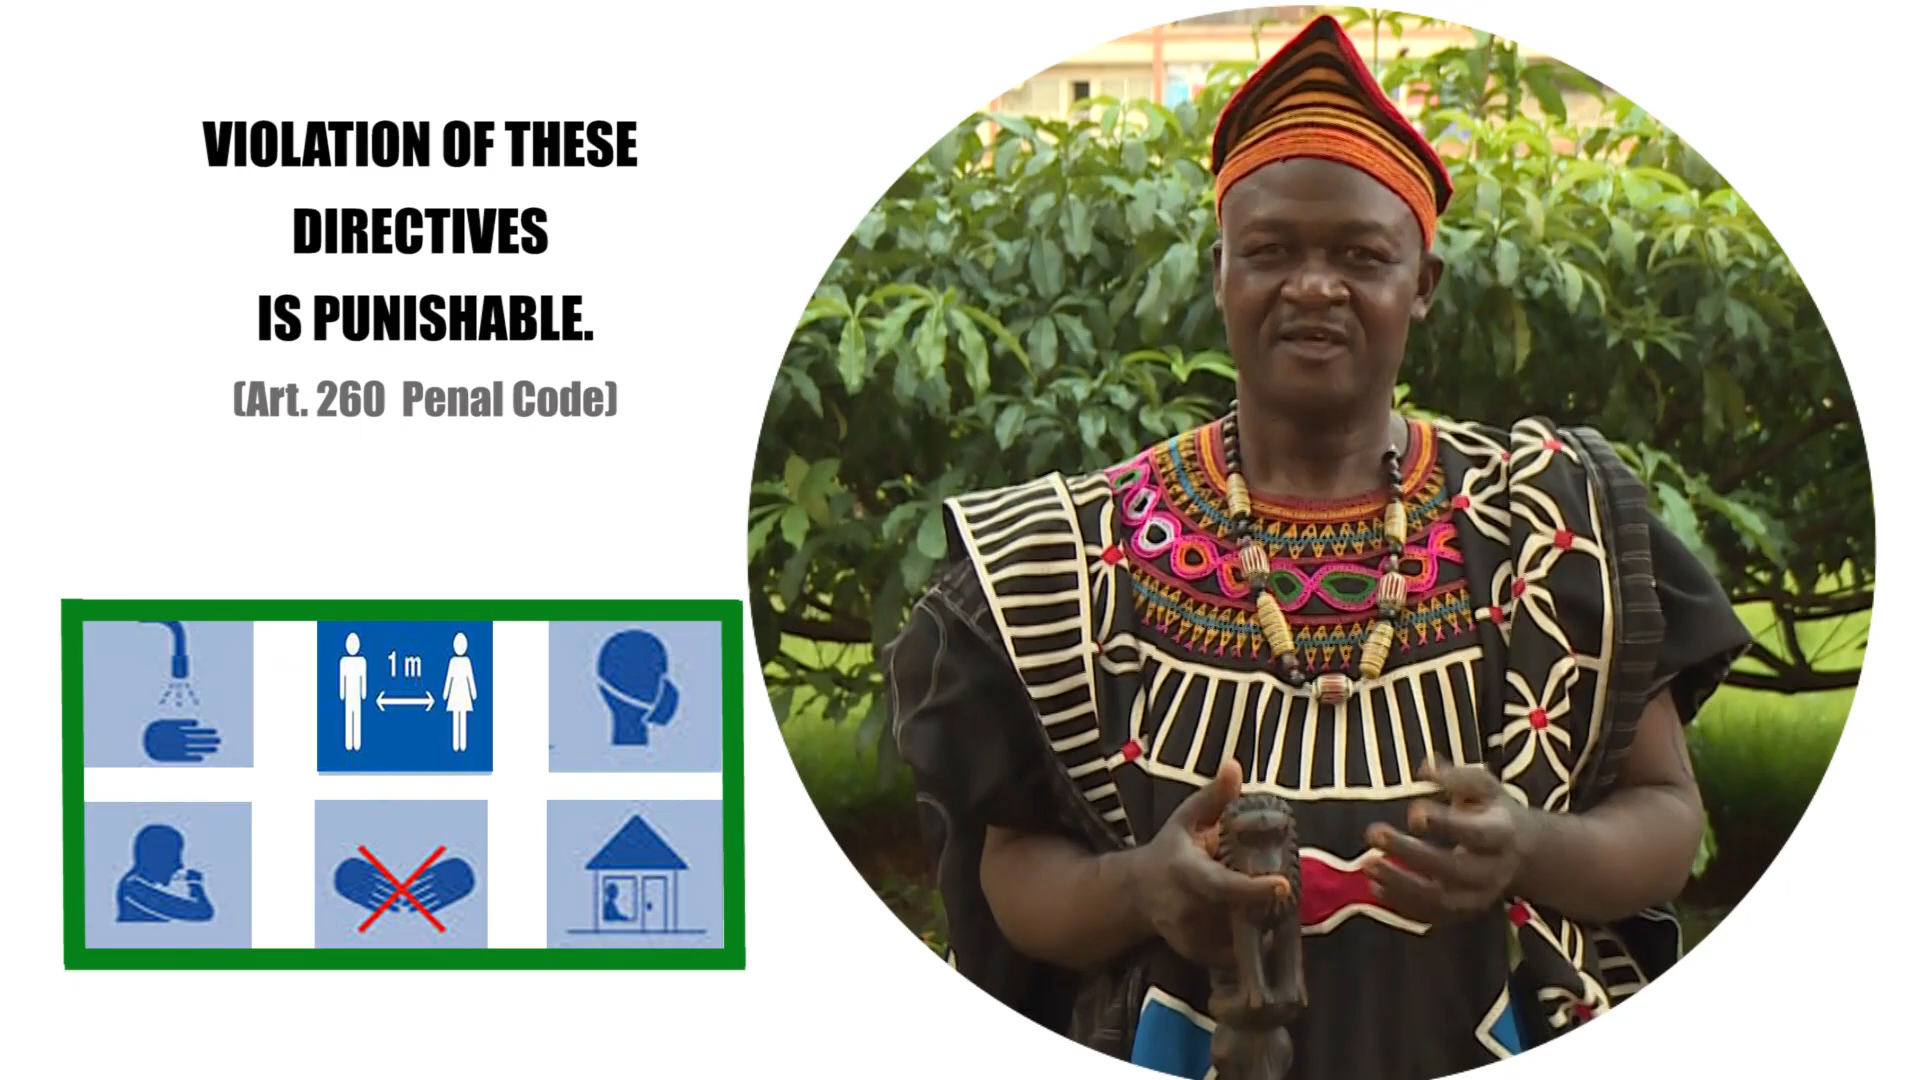 VIOLATION OF THESE
DIRECTIVES
IS PUNISHABLE.
(Art. 260 Penal Code)
1 m